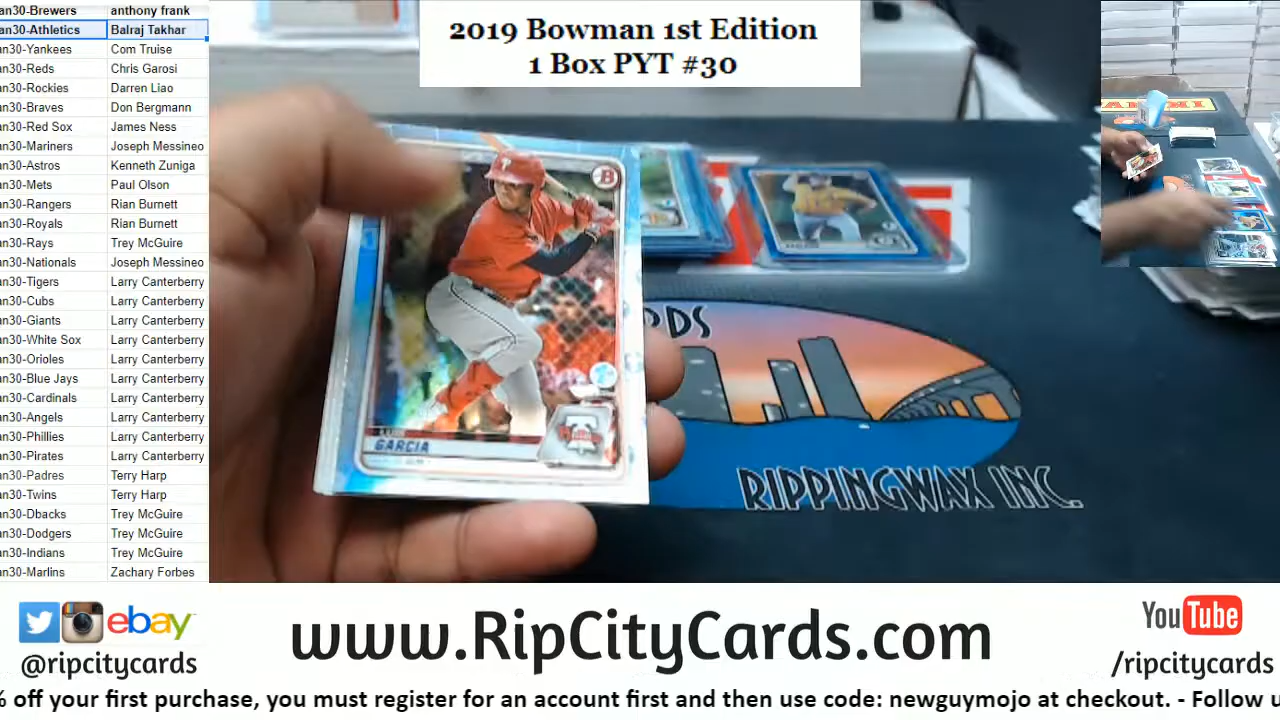 an30-Brewers anthony frank
an30-Athletics Balraj Takhar
an30-Yankees Com Truise
an30-Reds Chris Garosi
an30-Rockies Darren Liao
an30-Braves Don Bergmann
an30-Red Sox James Ness
an30-Mariners Joseph Messineo
an30-Astros Kenneth Zuniga
an30-Mets Paul Olson
an30-Rangers Rian Burnett
an30-Royals Rian Burnett
an30-Rays Trey McGuire
an30-Nationals Joseph Messineo
an30-Tigers Larry Canterberry
an30-Cubs Larry Canterberry
an30-Giants Larry Canterberry
an30-White Sox Larry Canterberry
an30-Orioles Larry Canterberry
an30-Blue Jays Larry Canterberry
an30-Cardinals Larry Canterberry
an30-Angels Larry Canterberry
an30-Phillies Larry Canterberry
an30-Pirates Larry Canterberry
an30-Padres Terry Harp
an30-Twins Terry Harp
an30-Dbacks Trey McGuire
an30-Dodgers Trey McGuire
an30-Indians Trey McGuire
an30-Marlins Zachary Forbes
2019 Bowman 1st Edition
1 Box PYT #30
B
P
GARCIA
RDS
RIPPINGWAX INC.
ebay
@ripcitycards
www.RipCityCards.com
YouTube
/ripcitycards
% off your first purchase, you must register for an account first and then use code: newguymojo at checkout. - Follow u